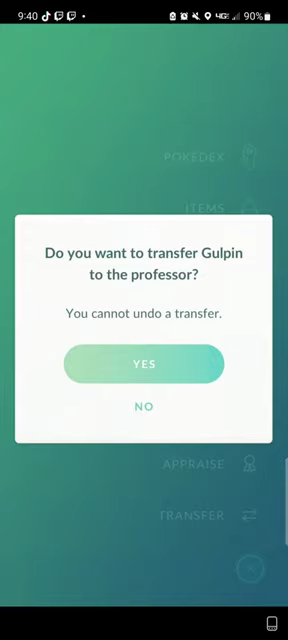 9:40
4G
90%
POKÉDEX
ITEMS
Do you want to transfer Gulpin
to the professor?
You cannot undo a transfer.
YES
NO
APPRAISE
TRANSFER